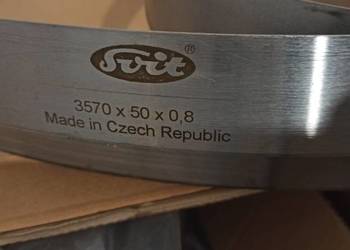 Svit ®
3570 x 50 x 0,8
Made in Czech Republic